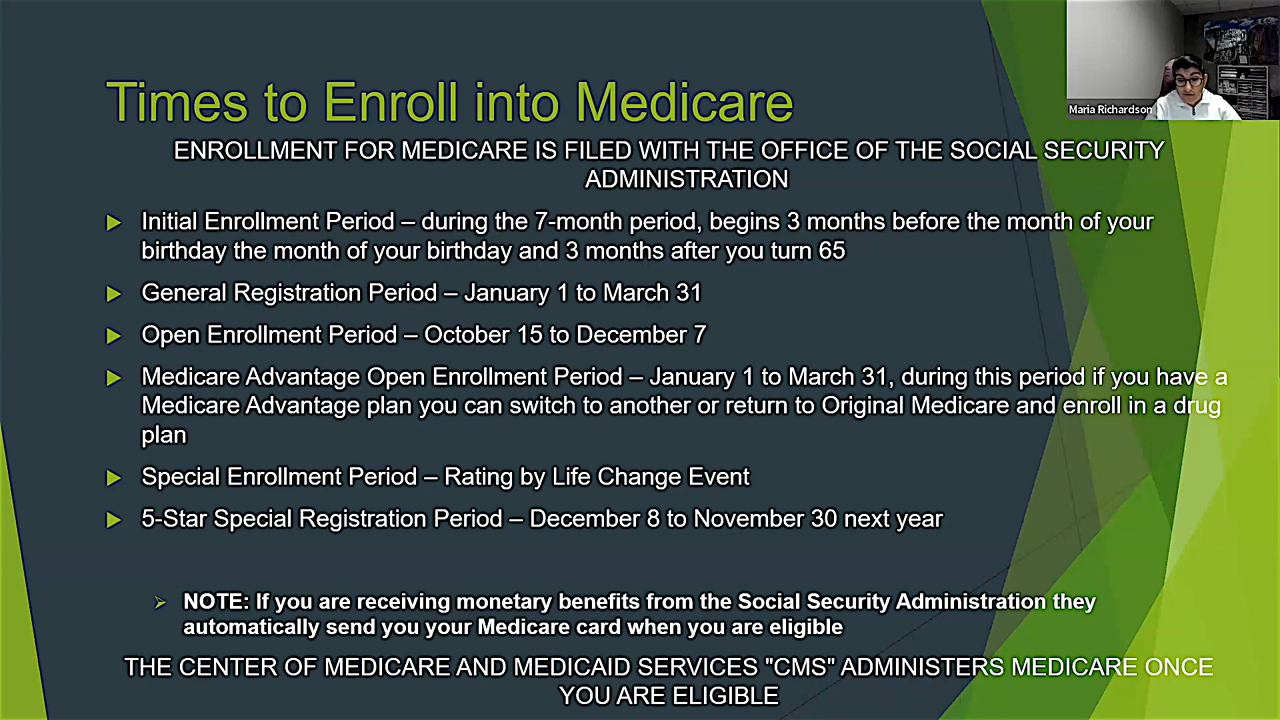 Times to Enroll into Medicare
Maria Richardson
ENROLLMENT FOR MEDICARE IS FILED WITH THE OFFICE OF THE SOCIAL SECURITY
ADMINISTRATION
Initial Enrollment Period – during the 7-month period, begins 3 months before the month of your
birthday the month of your birthday and 3 months after you turn 65
General Registration Period – January 1 to March 31
Open Enrollment Period – October 15 to December 7
Medicare Advantage Open Enrollment Period – January 1 to March 31, during this period if you have a
Medicare Advantage plan you can switch to another or return to Original Medicare and enroll in a drug
plan
Special Enrollment Period – Rating by Life Change Event
5-Star Special Registration Period – December 8 to November 30 next year
NOTE: If you are receiving monetary benefits from the Social Security Administration they
automatically send you your Medicare card when you are eligible
THE CENTER OF MEDICARE AND MEDICAID SERVICES "CMS" ADMINISTERS MEDICARE ONCE
YOU ARE ELIGIBLE